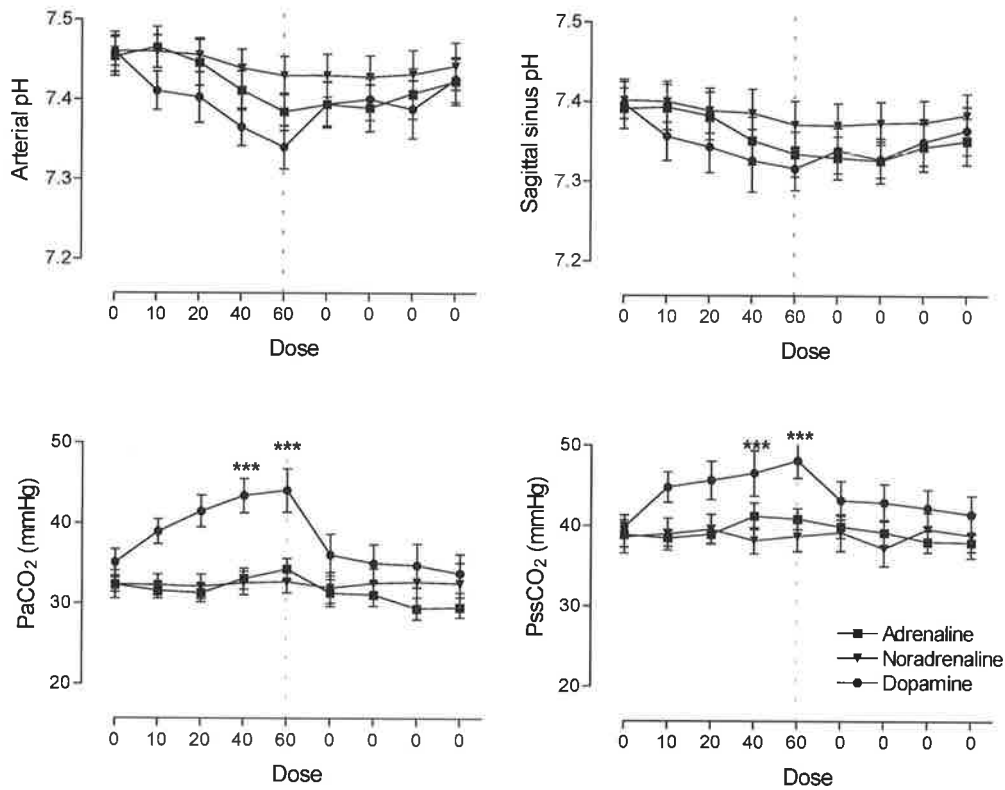 Arterial pH
7.5
7.4
7.3
7.2
0 10 20 40 60 0 0 0 0
Dose
Sagittal sinus pH
7.5
7.4
7.3
7.2
0 10 20 40 60 0 0 0 0
Dose
PaCO2 (mmHg)
50
40
30
20
*** ***
0 10 20 40 60 0 0 0 0
Dose
PssCO2 (mmHg)
50
40
30
20
*** ***
Adrenaline
Noradrenaline
Dopamine
0 10 20 40 60 0 0 0 0
Dose